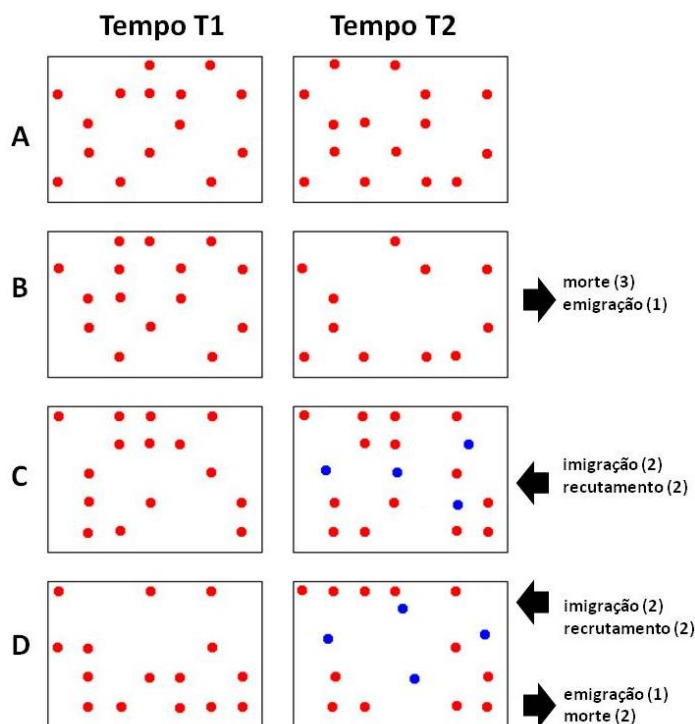 Tempo T1 Tempo T2
A
B
morte (3)
emigração (1)
C
imigração (2)
recutamento (2)
D
imigração (2)
recrutamento (2)
emigração (1)
morte (2)